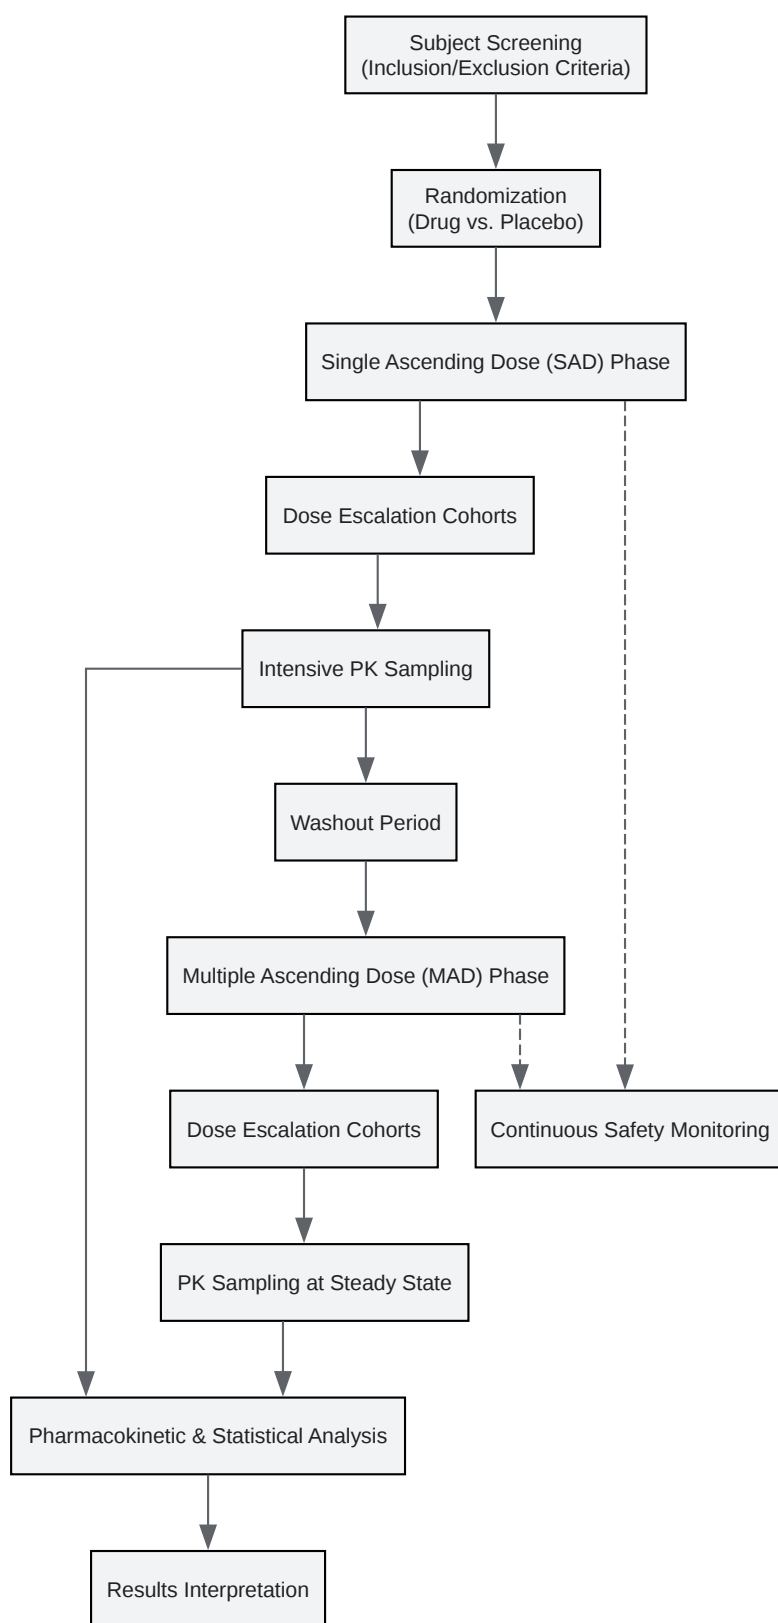 Subject Screening
(Inclusion/Exclusion Criteria)
Randomization
(Drug vs. Placebo)
Single Ascending Dose (SAD) Phase
Dose Escalation Cohorts
Intensive PK Sampling
Washout Period
Multiple Ascending Dose (MAD) Phase
Dose Escalation Cohorts
Continuous Safety Monitoring
PK Sampling at Steady State
Pharmacokinetic & Statistical Analysis
Results Interpretation